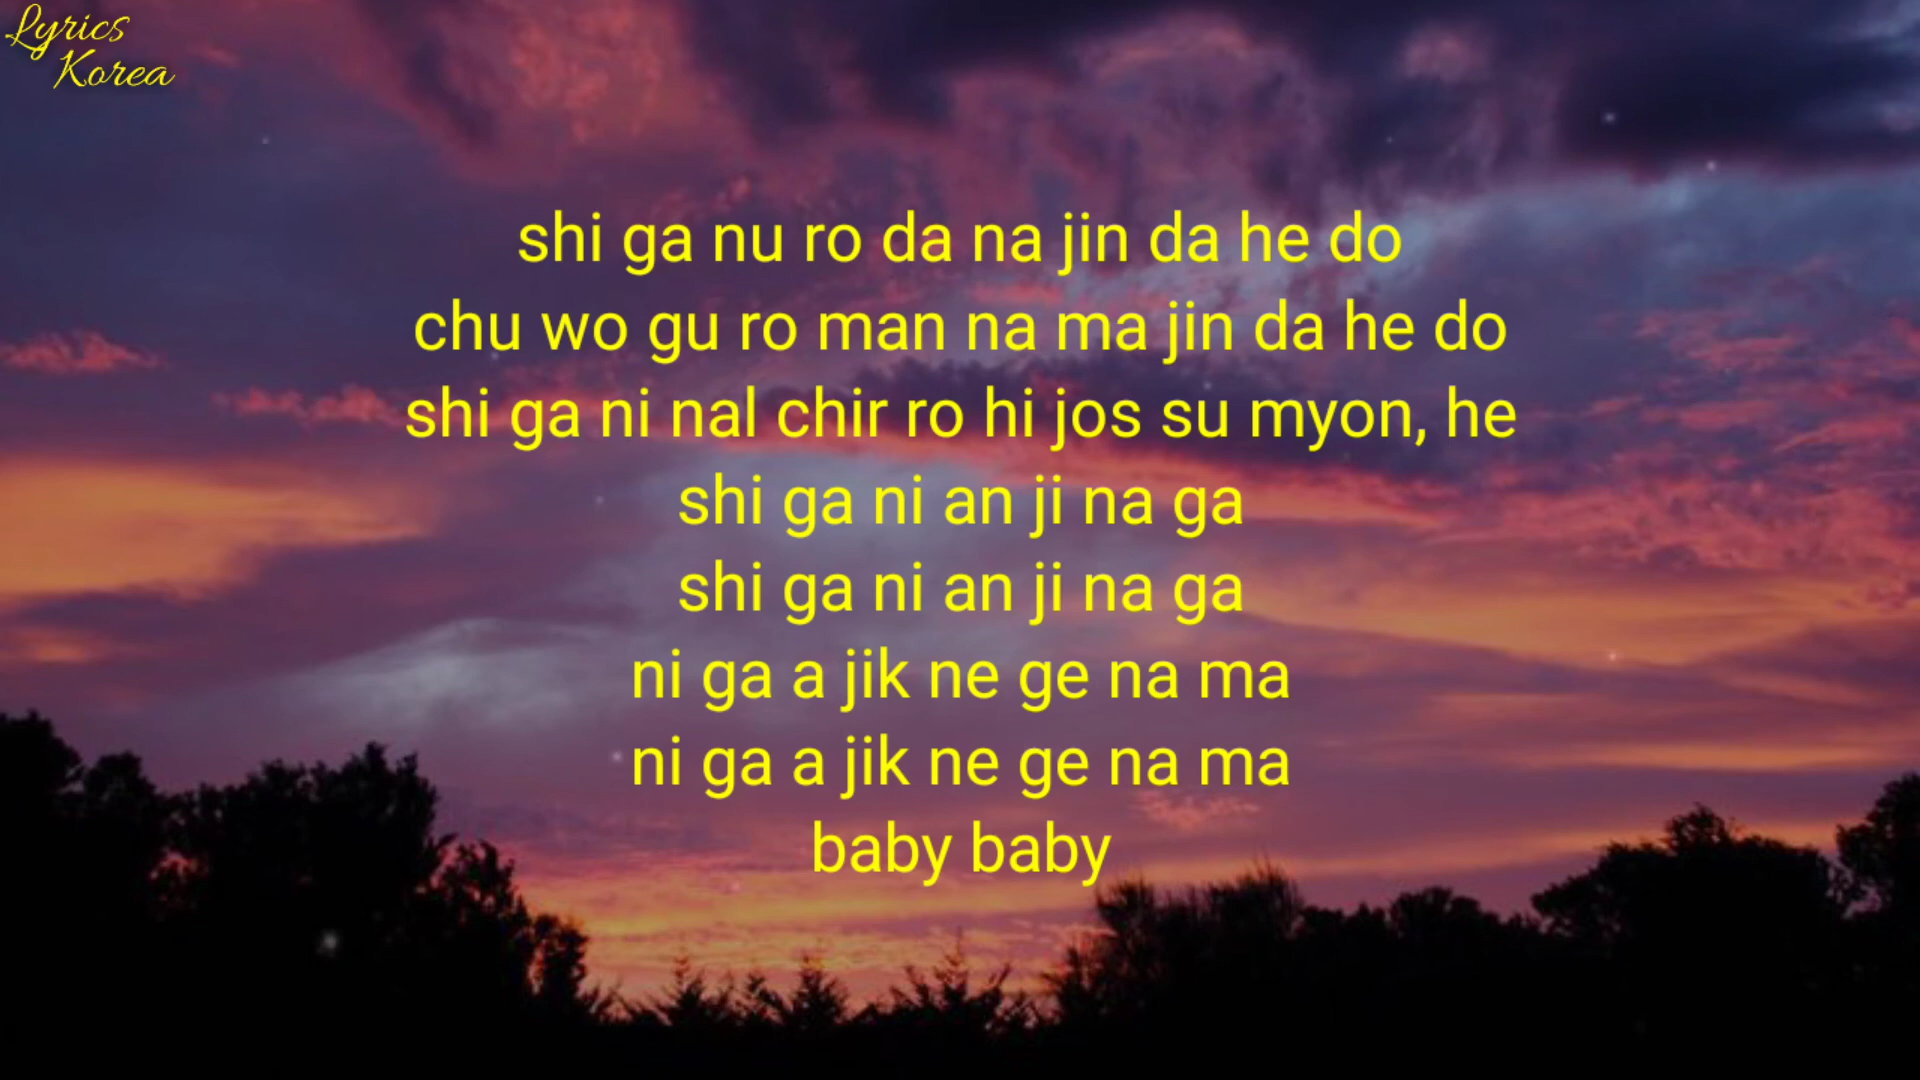 Lyrics
Korea
shi ga nu ro da na jin da he do
chu wo gu ro man na ma jin da he do
shi ga ni nal chir ro hi jos su myon, he
shi ga ni an ji na ga
shi ga ni an ji na ga
ni ga a jik ne ge na ma
ni ga a jik ne ge na ma
baby baby